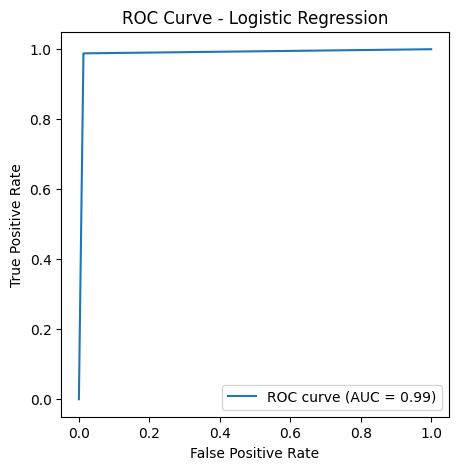 ROC Curve - Logistic Regression
True Positive Rate
1.0
0.8
0.6
0.4
0.2
0.0
ROC curve (AUC = 0.99)
0.0 0.2 0.4 0.6 0.8 1.0
False Positive Rate